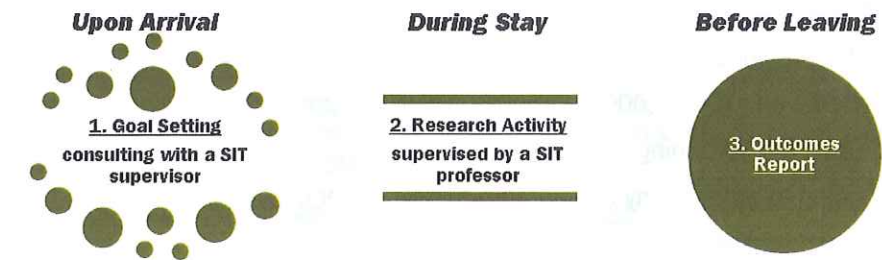 Upon Arrival
During Stay
Before Leaving
1. Goal Setting
consulting with a SIT
supervisor
2. Research Activity
supervised by a SIT
professor
3. Outcomes
Report